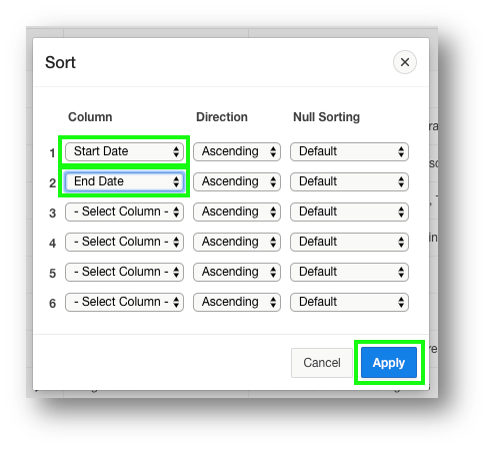 Sort
Column Direction Null Sorting
1 Start Date Ascending Default
2 End Date Ascending Default
3 - Select Column - Ascending Default
4 - Select Column - Ascending Default
5 - Select Column - Ascending Default
6 - Select Column - Ascending Default
Cancel Apply